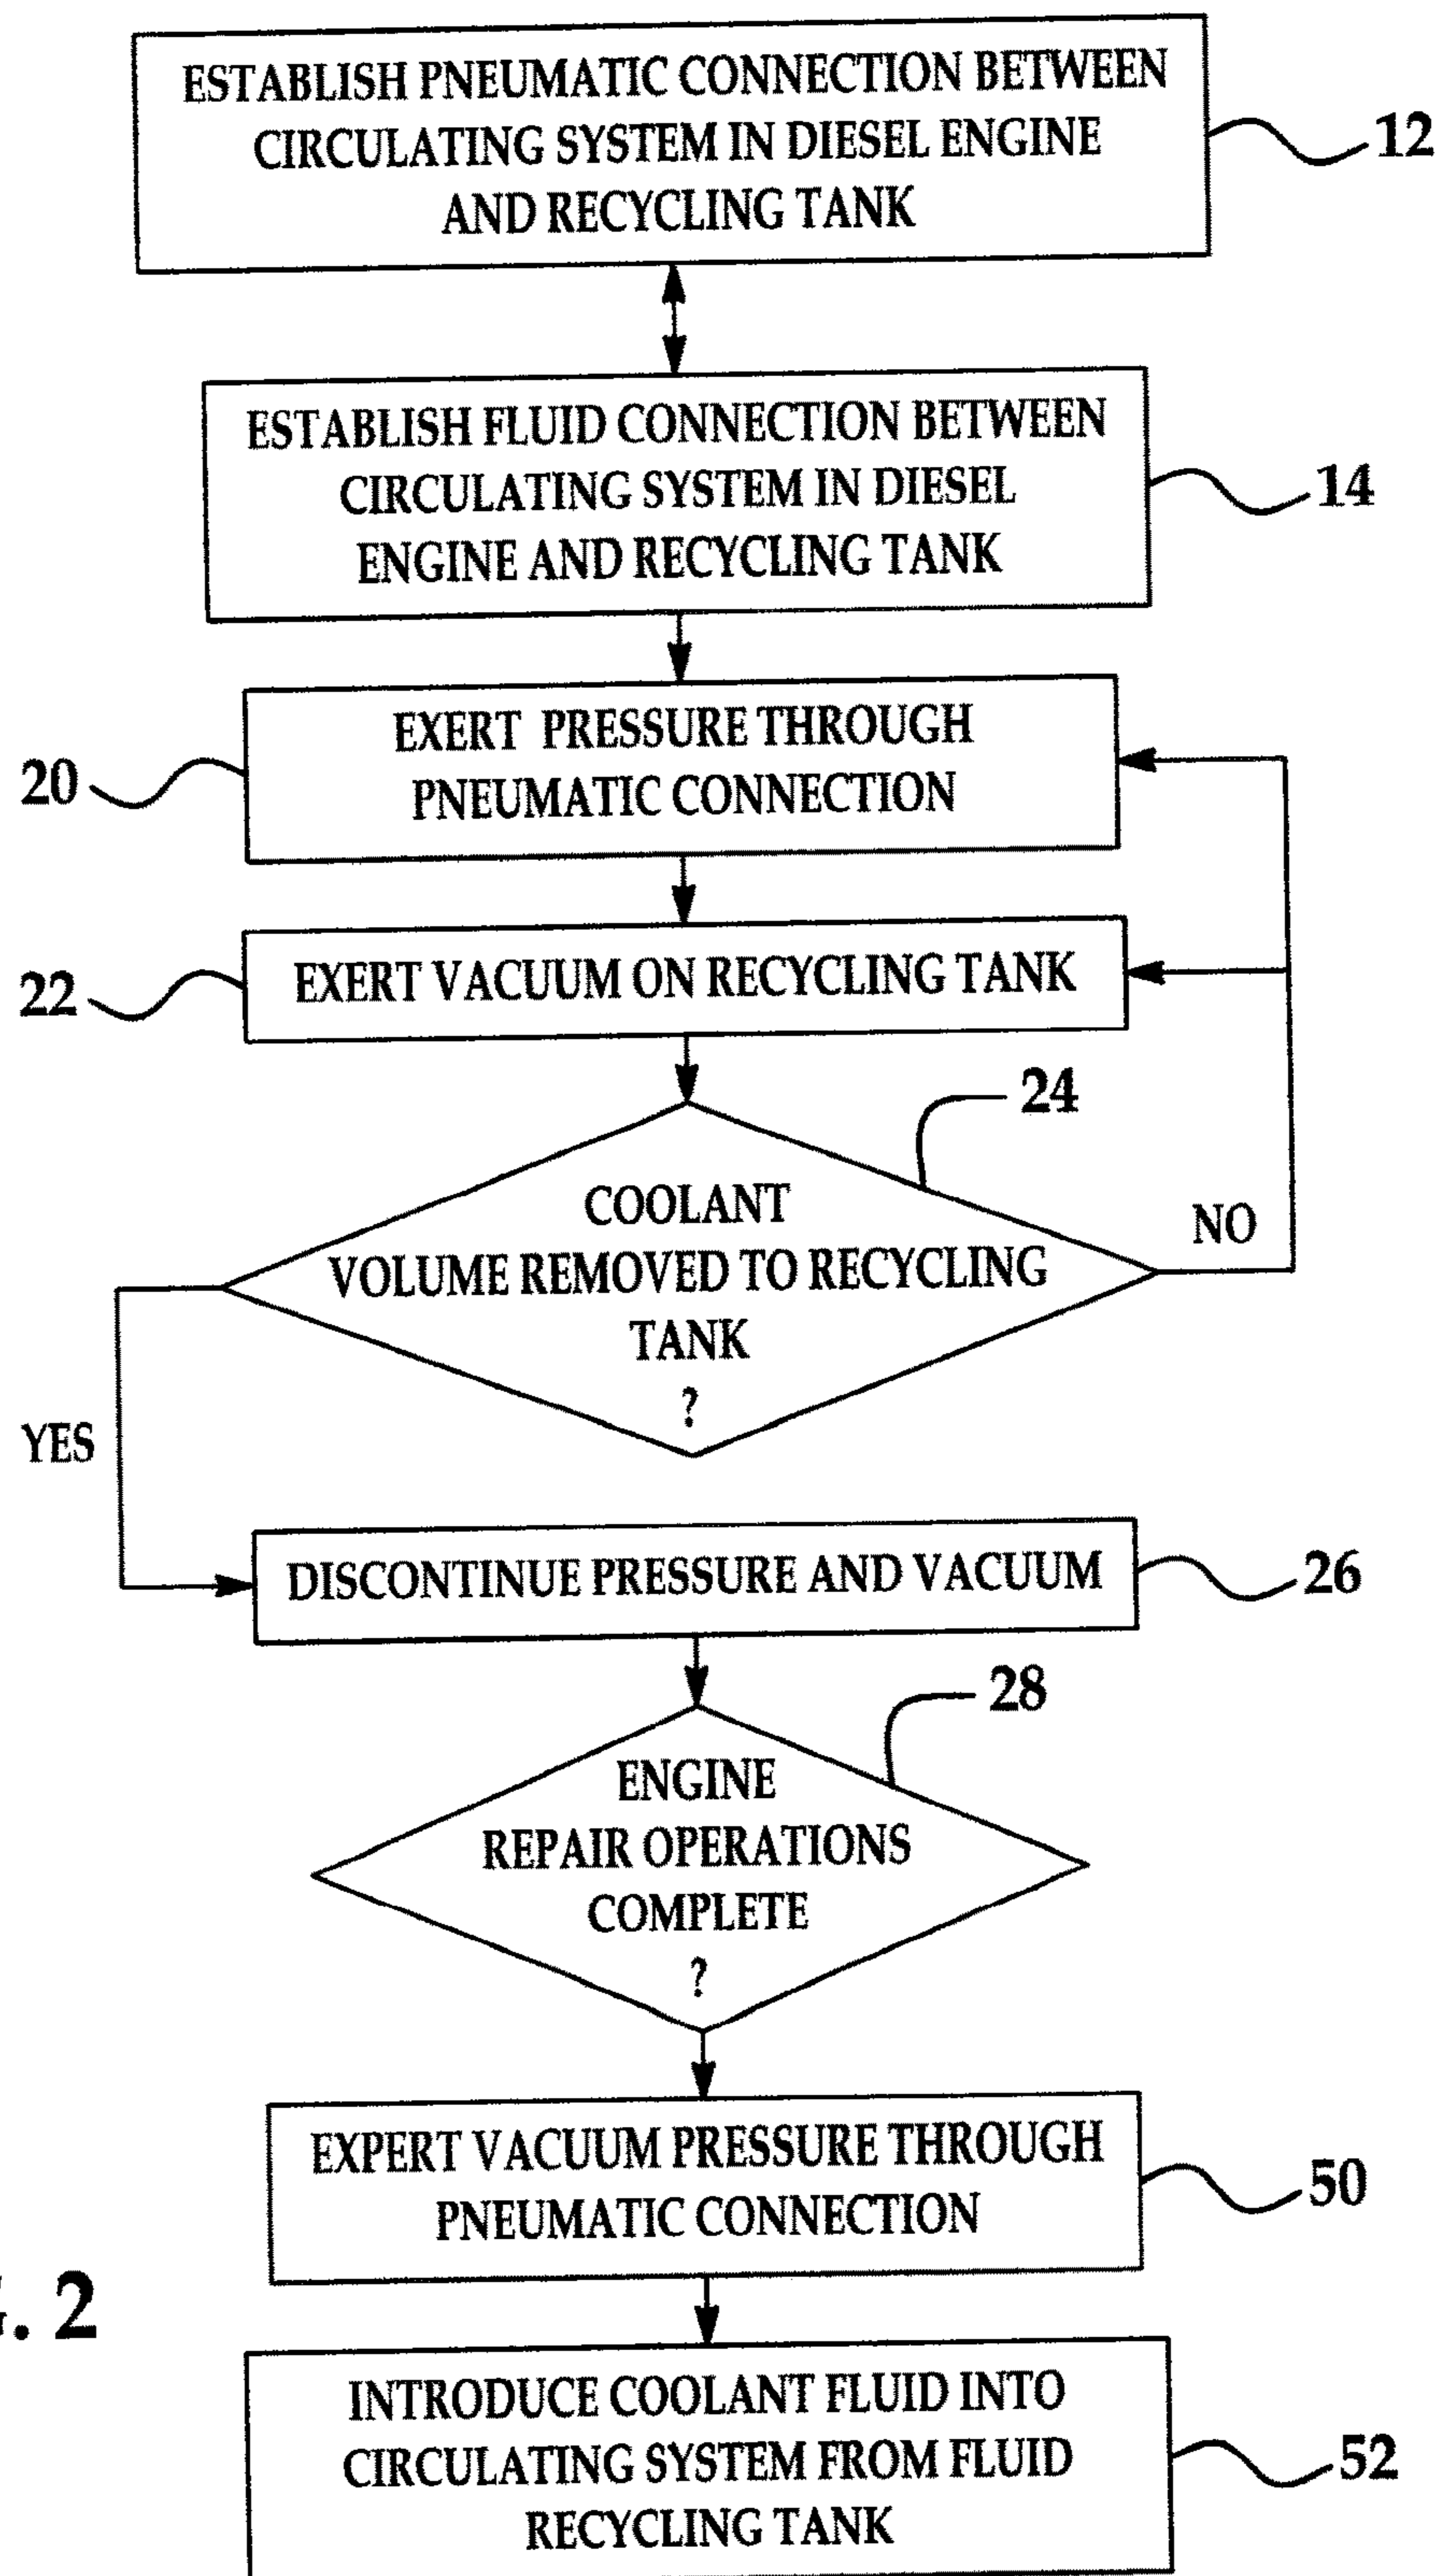 ESTABLISH PNEUMATIC CONNECTION BETWEEN
CIRCULATING SYSTEM IN DIESEL ENGINE
AND RECYCLING TANK
12
ESTABLISH FLUID CONNECTION BETWEEN
CIRCULATING SYSTEM IN DIESEL
ENGINE AND RECYCLING TANK
14
EXERT PRESSURE THROUGH
PNEUMATIC CONNECTION
20
EXERT VACUUM ON RECYCLING TANK
22
24
COOLANT
VOLUME REMOVED TO RECYCLING
TANK
?
NO
YES
DISCONTINUE PRESSURE AND VACUUM
26
28
ENGINE
REPAIR OPERATIONS
COMPLETE
?
EXPERT VACUUM PRESSURE THROUGH
PNEUMATIC CONNECTION
50
. 2
INTRODUCE COOLANT FLUID INTO
CIRCULATING SYSTEM FROM FLUID
RECYCLING TANK
52